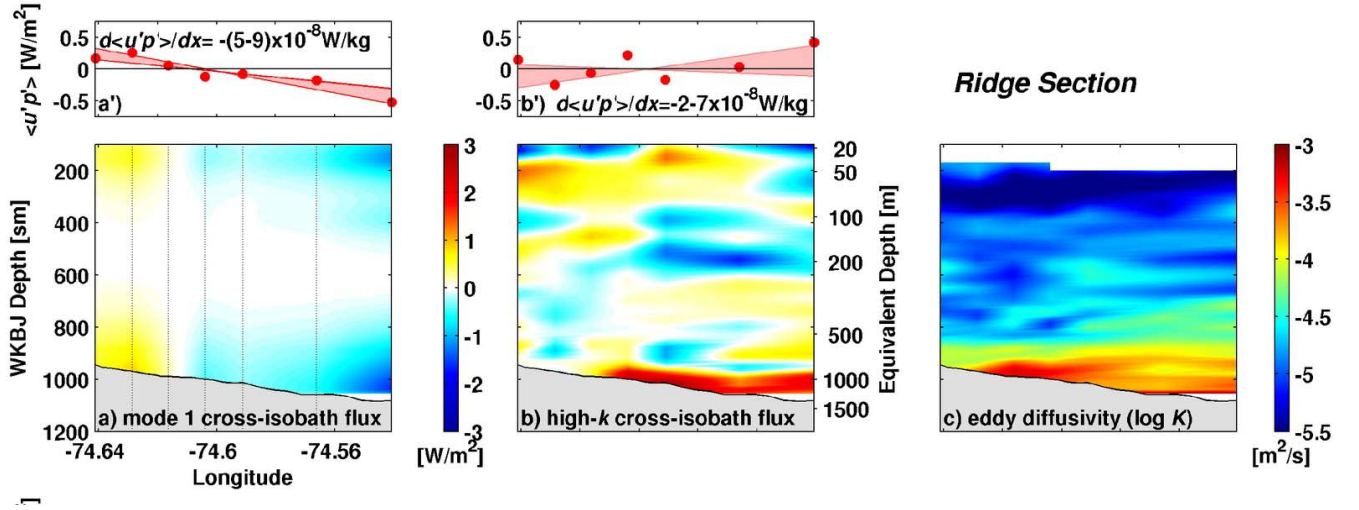 <u'p'> [W/m²]
0.5
0
-0.5
d<u'p'>/dx= -(5-9)x10⁻⁸W/kg
a')
0.5
0
-0.5
b') d<u'p'>/dx=-2-7x10⁻⁸W/kg
Ridge Section
WKBJ Depth [sm]
200
400
600
800
1000
1200
a) mode 1 cross-isobath flux
-74.64
-74.6
-74.56
Longitude
3
2
1
0
-1
-2
-3
[W/m²]
b) high-k cross-isobath flux
20
50
100
200
500
1000
1500
Equivalent Depth [m]
c) eddy diffusivity (log K)
-3
-3.5
-4
-4.5
-5
-5.5
[m²/s]